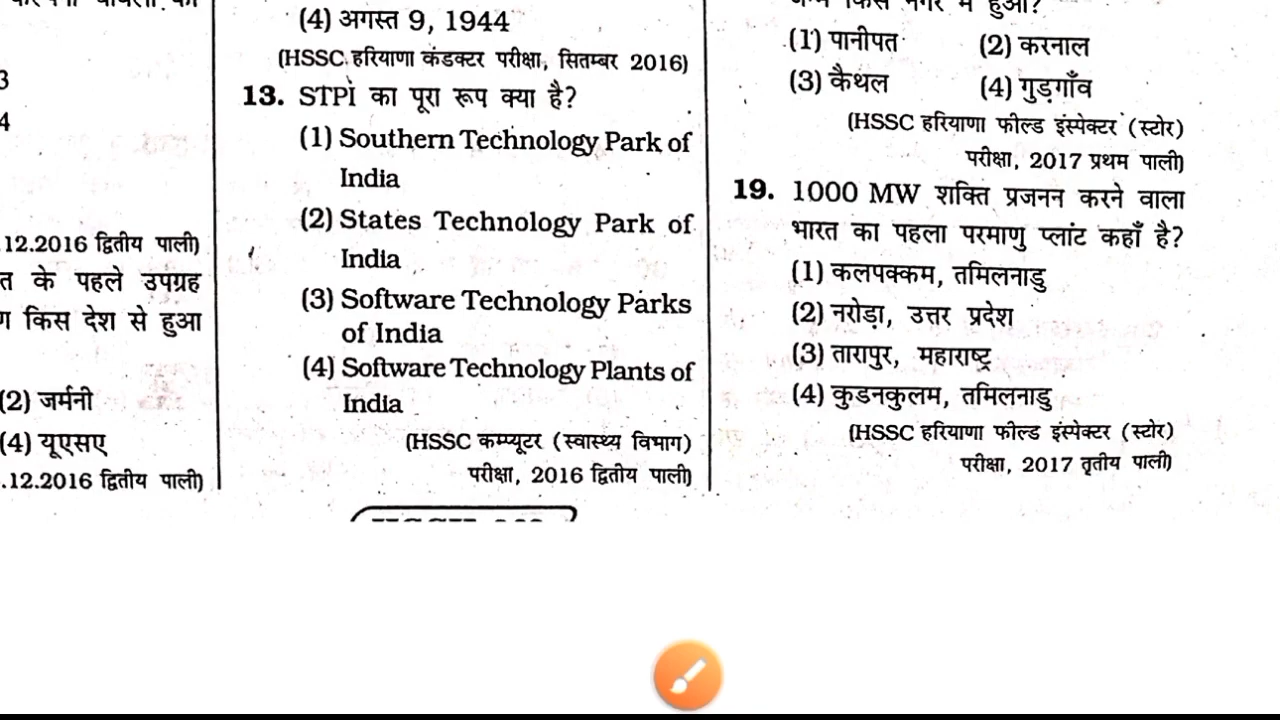 3
4
12.2016 द्वितीय पाली)
त के पहले उपग्रह
ण किस देश से हुआ
(2) जर्मनी
(4) यूएसए
.12.2016 द्वितीय पाली)
(4) अगस्त 9, 1944
(HSSC हरियाणा कंडक्टर परीक्षा, सितम्बर 2016)
13. STPI का पूरा रूप क्या है?
(1) Southern Technology Park of
India
(2) States Technology Park of
India
(3) Software Technology Parks
of India
(4) Software Technology Plants of
India
(HSSC कम्प्यूटर (स्वास्थ्य विभाग)
परीक्षा, 2016 द्वितीय पाली)
जन्म किस नगर में हुआ?
(1) पानीपत (2) करनाल
(3) कैथल (4) गुड़गाँव
(HSSC हरियाणा फील्ड इंस्पेक्टर (स्टोर)
परीक्षा, 2017 प्रथम पाली)
19. 1000 MW शक्ति प्रजनन करने वाला
भारत का पहला परमाणु प्लांट कहाँ है?
(1) कलपक्कम, तमिलनाडु
(2) नरोड़ा, उत्तर प्रदेश
(3) तारापुर, महाराष्ट्र
(4) कुडनकुलम, तमिलनाडु
(HSSC हरियाणा फील्ड इंस्पेक्टर (स्टोर)
परीक्षा, 2017 तृतीय पाली)